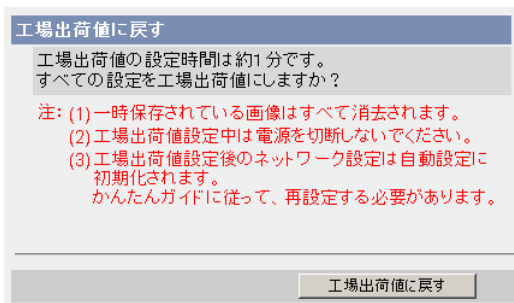 工場出荷値に戻す
工場出荷値の設定時間は約1分です。
すべての設定を工場出荷値にしますか？
注：(1)一時保存されている画像はすべて消去されます。
(2)工場出荷値設定中は電源を切断しないでください。
(3)工場出荷値設定後のネットワーク設定は自動設定に
初期化されます。
かんたんガイドに従って、再設定する必要があります。
工場出荷値に戻す